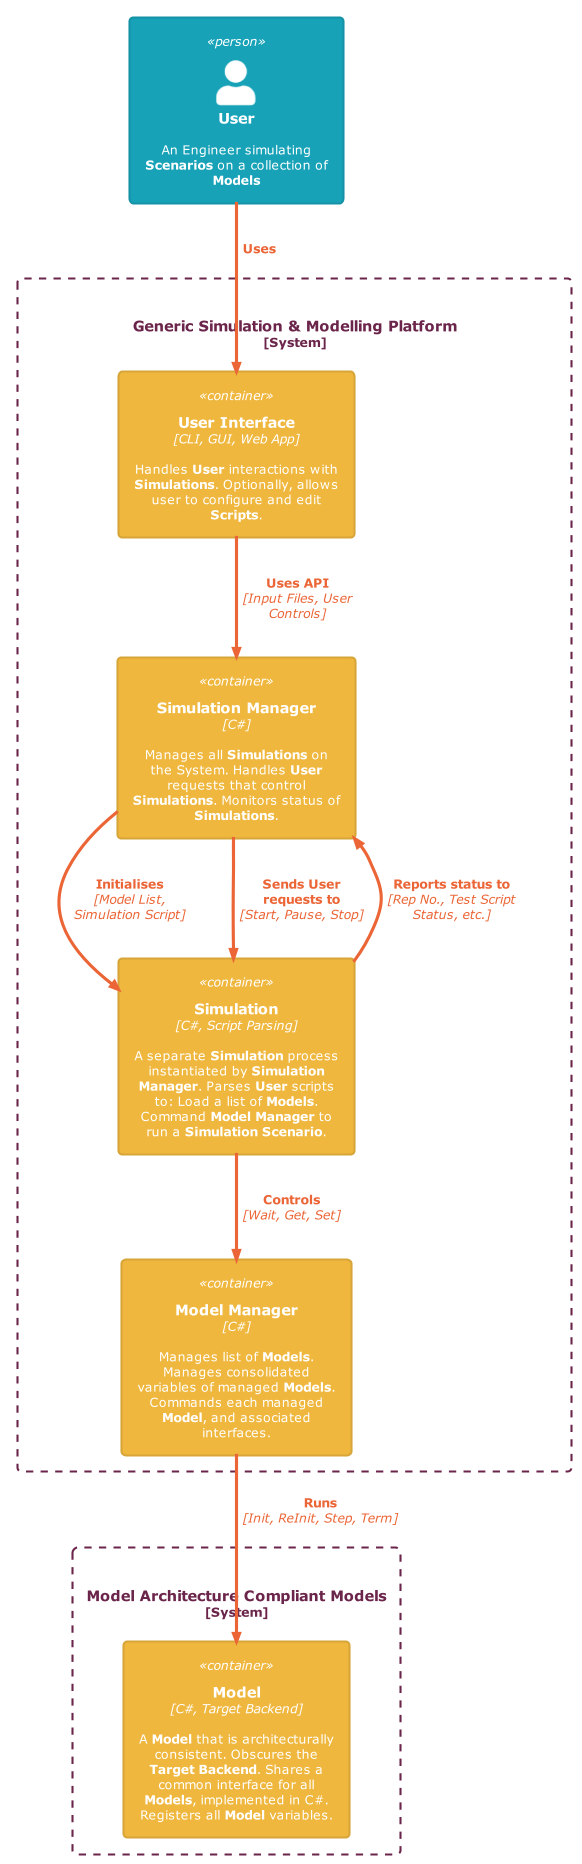 «person»
User
An Engineer simulating
Scenarios on a collection of
Models
Uses
Generic Simulation & Modelling Platform
[System]
«container»
User Interface
[CLI, GUI, Web App]
Handles User interactions with
Simulations. Optionally, allows
user to configure and edit
Scripts.
Uses API
[Input Files, User
Controls]
«container»
Simulation Manager
[C#]
Manages all Simulations on
the System. Handles User
requests that control
Simulations. Monitors status of
Simulations.
Initialises
[Model List,
Simulation Script]
Sends User
requests to
[Start, Pause, Stop]
Reports status to
[Rep No., Test Script
Status, etc.]
«container»
Simulation
[C#, Script Parsing]
A separate Simulation process
instantiated by Simulation
Manager. Parses User scripts
to: Load a list of Models.
Command Model Manager to
run a Simulation Scenario.
Controls
[Wait, Get, Set]
«container»
Model Manager
[C#]
Manages list of Models.
Manages consolidated
variables of managed Models.
Commands each managed
Model, and associated
interfaces.
Runs
[Init, ReInit, Step, Term]
Model Architecture Compliant Models
[System]
«container»
Model
[C#, Target Backend]
A Model that is architecturally
consistent. Obscures the
Target Backend. Shares a
common interface for all
Models, implemented in C#.
Registers all Model variables.